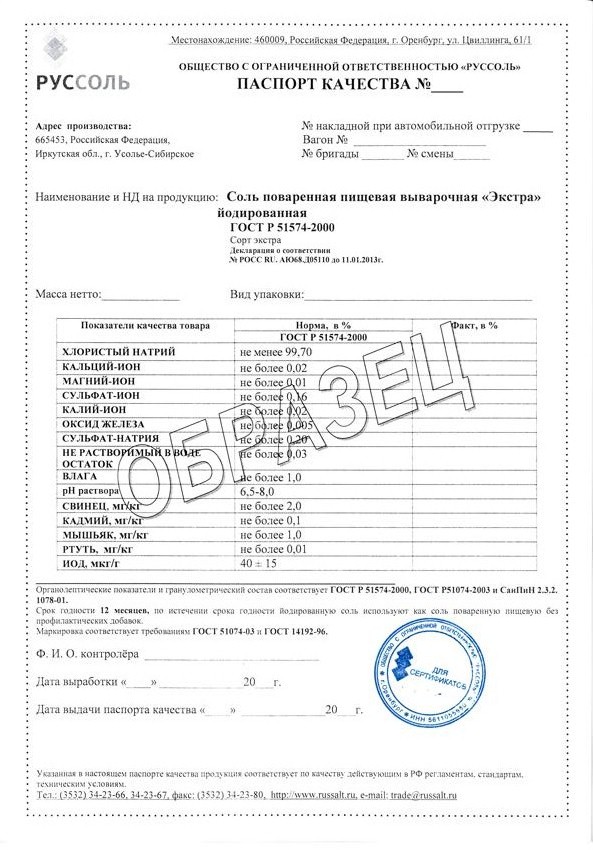 Местонахождение: 460009, Российская Федерация, г. Оренбург, ул. Цвиллинга, 61/1
РУССОЛЬ
ОБЩЕСТВО С ОГРАНИЧЕННОЙ ОТВЕТСТВЕННОСТЬЮ «РУССОЛЬ»
ПАСПОРТ КАЧЕСТВА №____
Адрес производства:
665453, Российская Федерация,
Иркутская обл., г. Усолье-Сибирское
№ накладной при автомобильной отгрузке ____
Вагон № ____
№ бригады ____ № смены ____
Наименование и НД на продукцию: Соль поваренная пищевая выварочная «Экстра»
йодированная
ГОСТ Р 51574-2000
Сорт экстра
Декларация о соответствии
№ РОСС RU. АЮ68.Д05110 до 11.01.2013г.
Масса нетто:____ Вид упаковки:____
Показатели качества товара Норма, в % Факт, в %
ГОСТ Р 51574-2000
ХЛОРИСТЫЙ НАТРИЙ не менее 99,70
КАЛЬЦИЙ-ИОН не более 0,02
МАГНИЙ-ИОН не более 0,01
СУЛЬФАТ-ИОН не более 0,16
КАЛИЙ-ИОН не более 0,02
ОКСИД ЖЕЛЕЗА не более 0,005
СУЛЬФАТ-НАТРИЯ не более 0,20
НЕ РАСТВОРИМЫЙ В ВОДЕ не более 0,03
ОСТАТОК
ВЛАГА не более 1,0
pH раствора 6,5-8,0
СВИНЕЦ, мг/кг не более 2,0
КАДМИЙ, мг/кг не более 0,1
МЫШЬЯК, мг/кг не более 1,0
РТУТЬ, мг/кг не более 0,01
ИОД, мкг/г 40 ± 15
ОБРАЗЕЦ
Органолептические показатели и гранулометрический состав соответствует ГОСТ Р 51574-2000, ГОСТ Р51074-2003 и СанПиН 2.3.2.
1078-01.
Срок годности 12 месяцев, по истечении срока годности йодированную соль используют как соль поваренную пищевую без
профилактических добавок.
Маркировка соответствует требованиям ГОСТ 51074-03 и ГОСТ 14192-96.
Ф. И. О. контролёра ____
Дата выработки «____» ____ 20 ___г.
Дата выдачи паспорта качества «___» ____ 20___г.
ОБЩЕСТВО С ОГРАНИЧЕННОЙ ОТВЕТСТВЕННОСТЬЮ
ДЛЯ
СЕРТИФИКАТОВ
Указанная в настоящем паспорте качества продукция соответствует по качеству действующим в РФ регламентам, стандартам,
техническим условиям.
Тел.: (3532) 34-23-66, 34-23-67, факс: (3532) 34-23-80, http://www.russalt.ru, e-mail: trade@russalt.ru